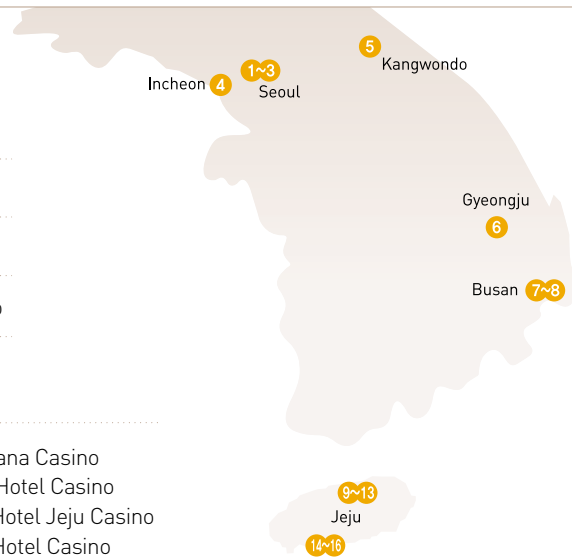 5
Kangwondo
1~3
Incheon 4
Seoul
Gyeongju
6
Busan 7~8
ana Casino
Hotel Casino
Hotel Jeju Casino
Hotel Casino
9~13
Jeju
14~16